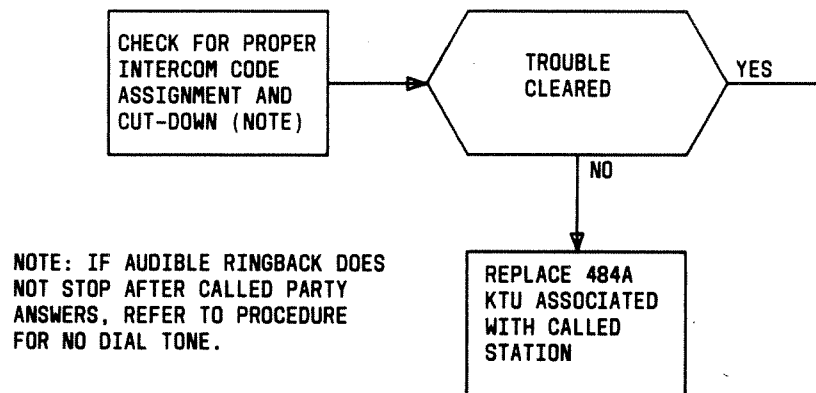 CHECK FOR PROPER
INTERCOM CODE
ASSIGNMENT AND
CUT-DOWN (NOTE)
TROUBLE
CLEARED
YES
NO
NOTE: IF AUDIBLE RINGBACK DOES
NOT STOP AFTER CALLED PARTY
ANSWERS, REFER TO PROCEDURE
FOR NO DIAL TONE.
REPLACE 484A
KTU ASSOCIATED
WITH CALLED
STATION